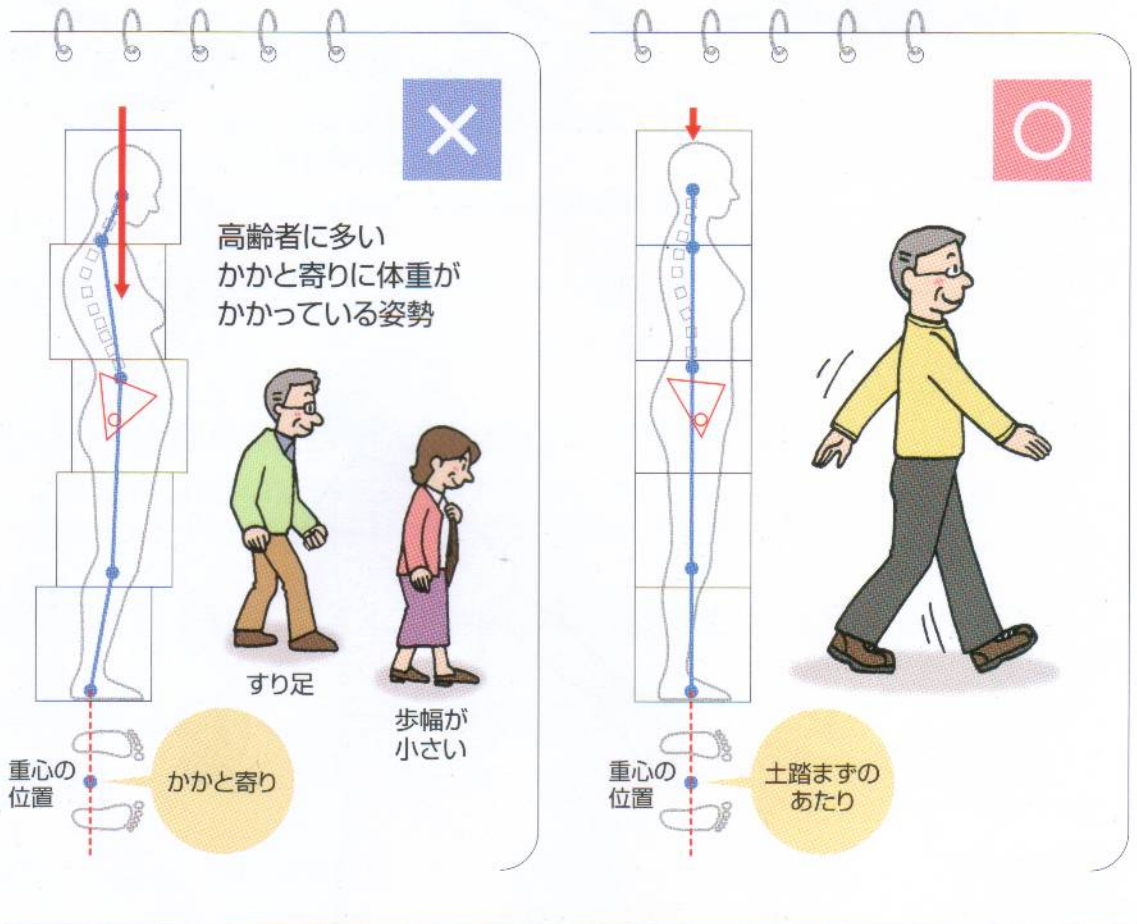 高齢者に多い
かかと寄りに体重が
かかっている姿勢
すり足
歩幅が
小さい
重心の
位置
かかと寄り
重心の
位置
土踏まずの
あたり